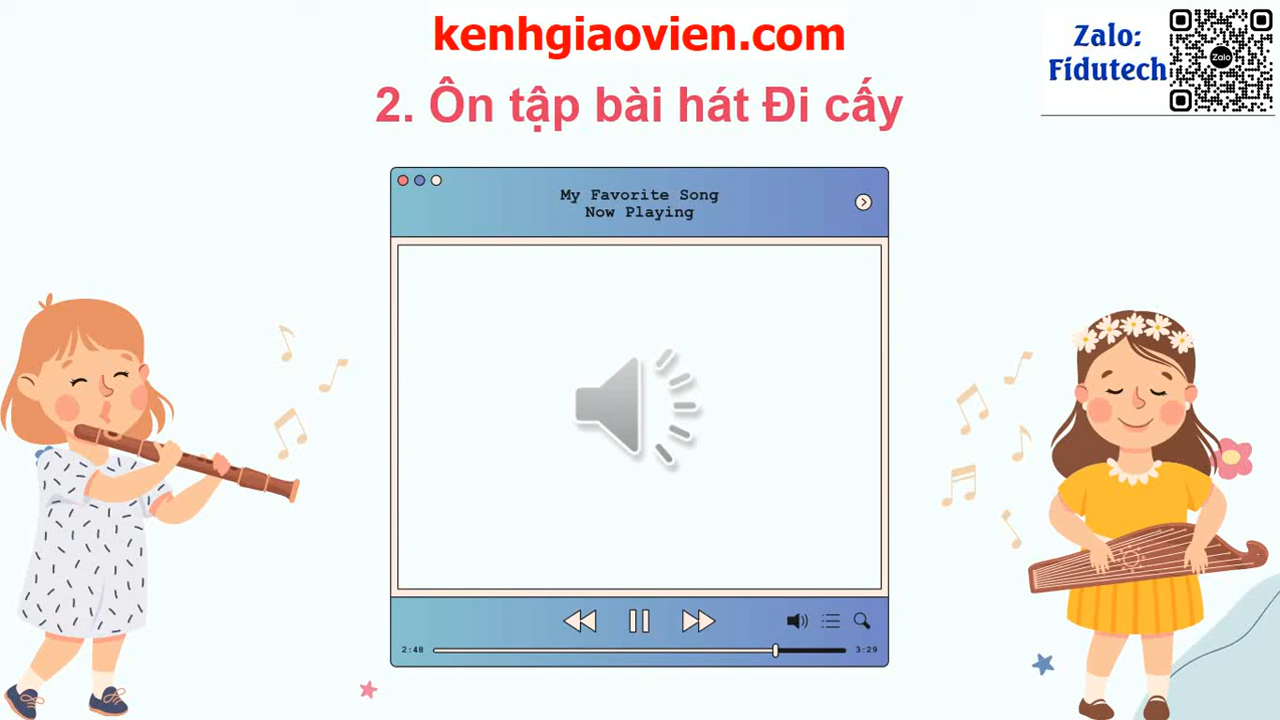 kenhgiaovien.com
Zalo:
Fidutech
Zalo
2. Ôn tập bài hát Đi cấy
My Favorite Song
Now Playing
2:48
3:29